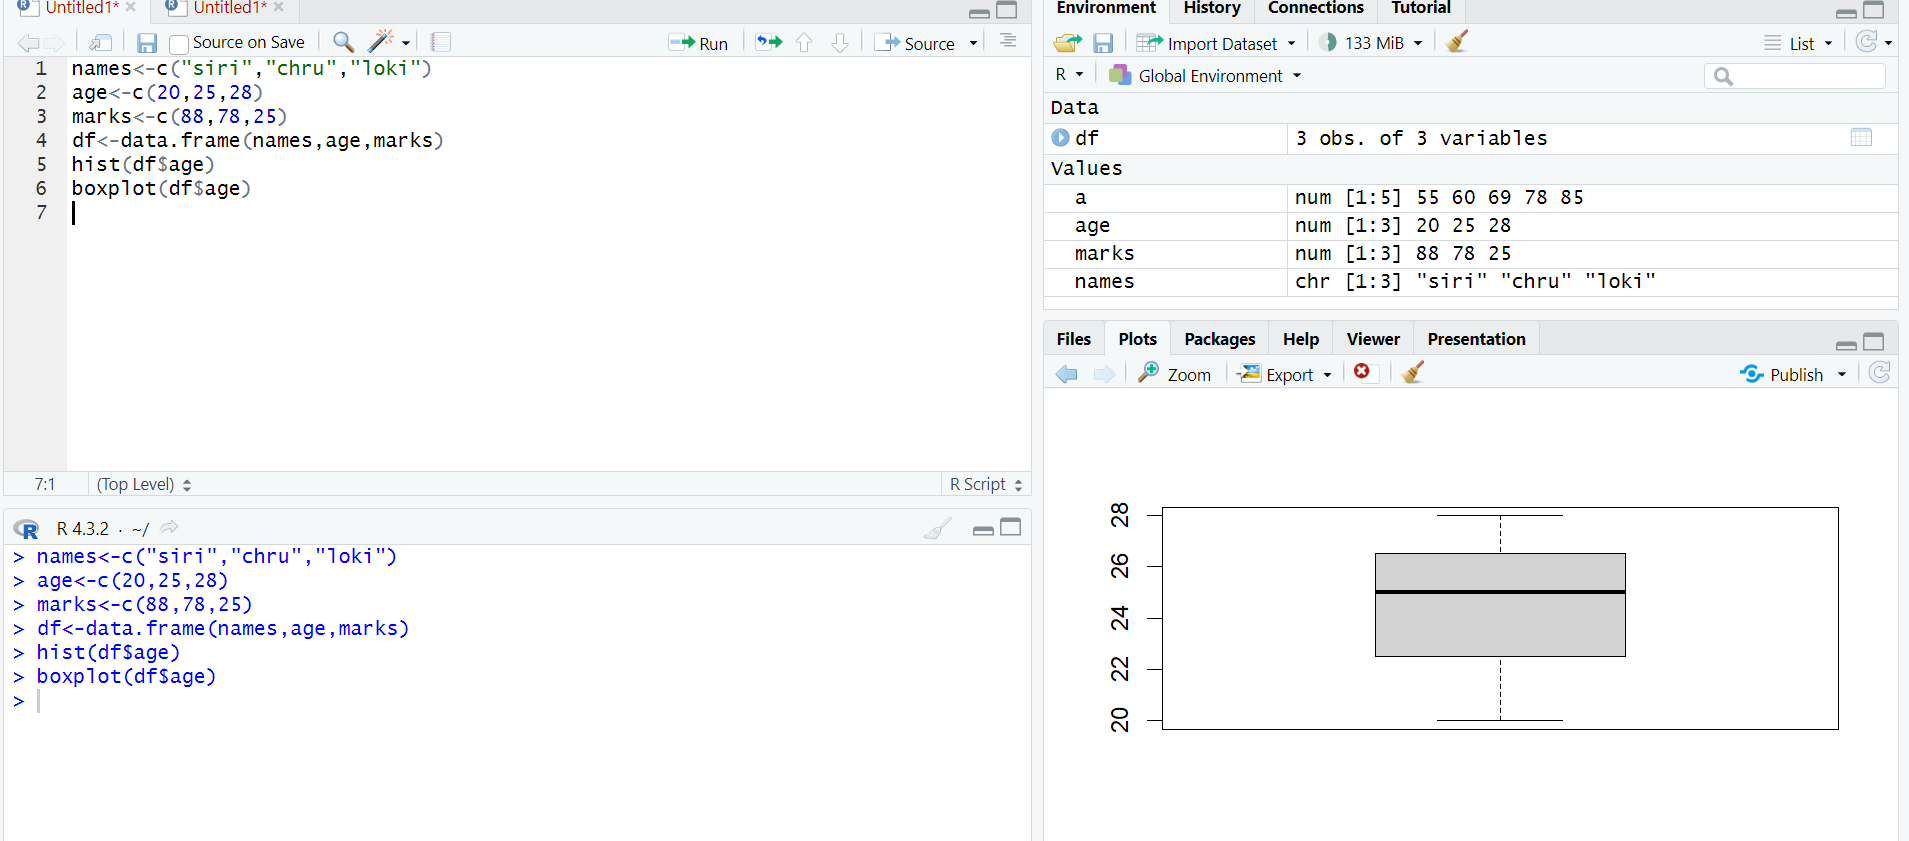 Untitled1* Untitled1*
Source on Save Run Source
1 names<-c("siri","chru","loki")
2 age<-c(20,25,28)
3 marks<-c(88,78,25)
4 df<-data.frame(names,age,marks)
5 hist(df$age)
6 boxplot(df$age)
7
7:1 (Top Level) R Script
R 4.3.2 · ~/
> names<-c("siri","chru","loki")
> age<-c(20,25,28)
> marks<-c(88,78,25)
> df<-data.frame(names,age,marks)
> hist(df$age)
> boxplot(df$age)
>
Environment History Connections Tutorial
Import Dataset 133 MiB List
R Global Environment
Data
df 3 obs. of 3 variables
Values
a num [1:5] 55 60 69 78 85
age num [1:3] 20 25 28
marks num [1:3] 88 78 25
names chr [1:3] "siri" "chru" "loki"
Files Plots Packages Help Viewer Presentation
Zoom Export Publish
28
26
24
22
20